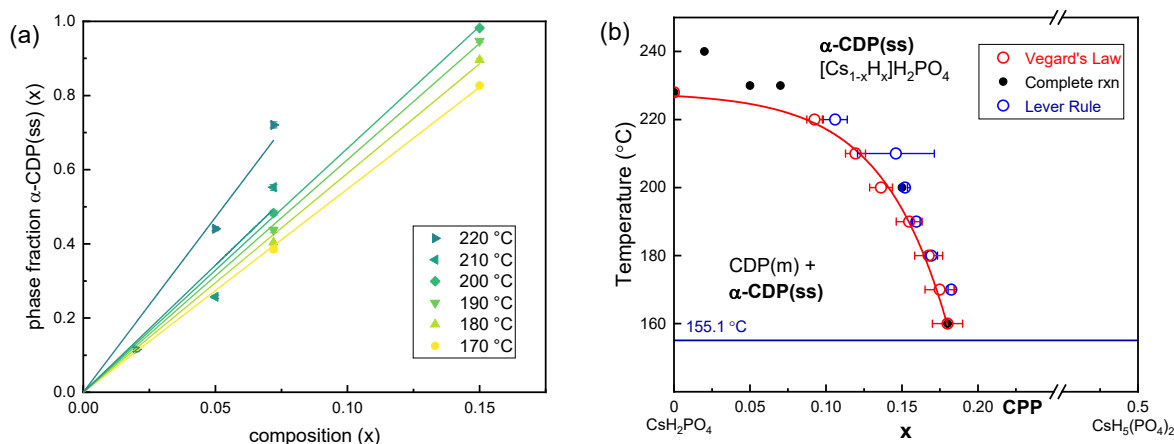 (a)
1.0
0.8
0.6
0.4
0.2
0.0
0.00
0.05
0.10
0.15
phase fraction α-CDP(ss) (x)
composition (x)
220 °C
210 °C
200 °C
190 °C
180 °C
170 °C
(b)
240
220
200
180
160
Temperature (°C)
α-CDP(ss)
[Cs1-xHx]H2PO4
Vegard's Law
Complete rxn
Lever Rule
CDP(m) +
α-CDP(ss)
155.1 °C
0
0.05
0.10
0.15
0.20
CPP
0.5
CsH2PO4
x
CsH5(PO4)2